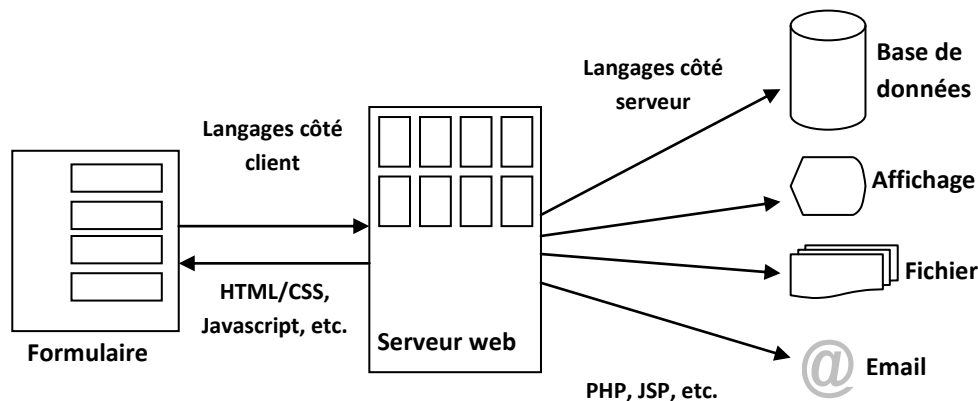 Langages côté
client
HTML/CSS,
Javascript, etc.
Formulaire
Serveur web
Langages côté
serveur
PHP, JSP, etc.
Base de
données
Affichage
Fichier
@ Email